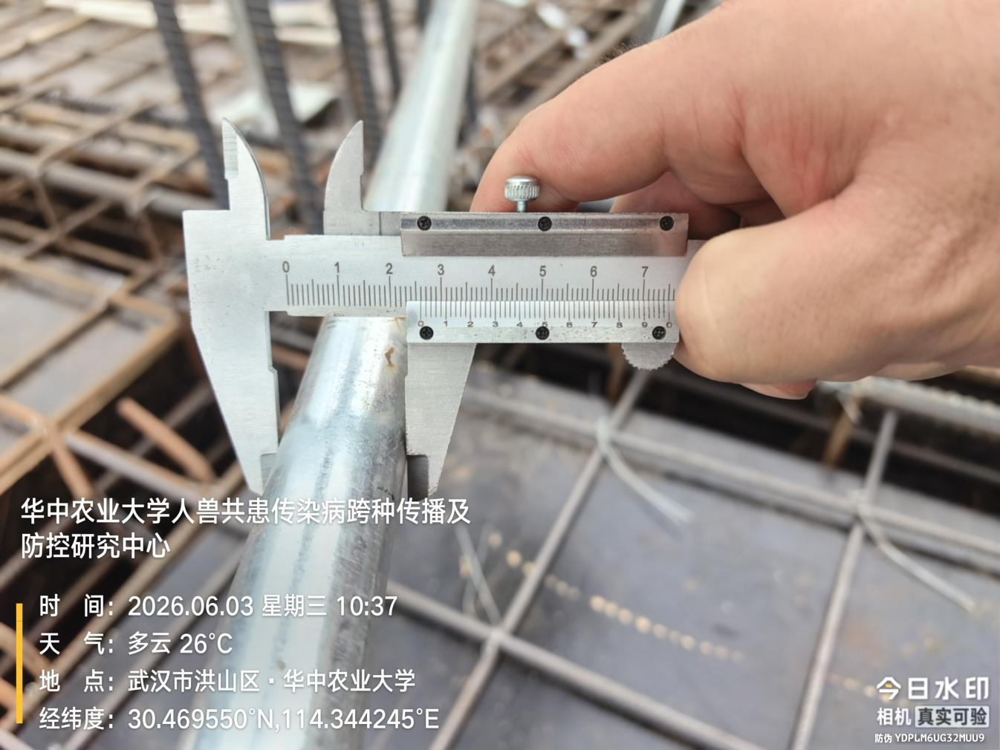 0 1 2 3 4 5 6 7
0 1 2 3 4 5 6 7 8 9 0
华中农业大学人兽共患传染病跨种传播及
防控研究中心
时 间：2026.06.03 星期三 10:37
天 气：多云 26°C
地 点：武汉市洪山区·华中农业大学
经纬度：30.469550°N,114.344245°E
今日水印
相机 真实可验
防伪 YDPLM6UG32MUU9